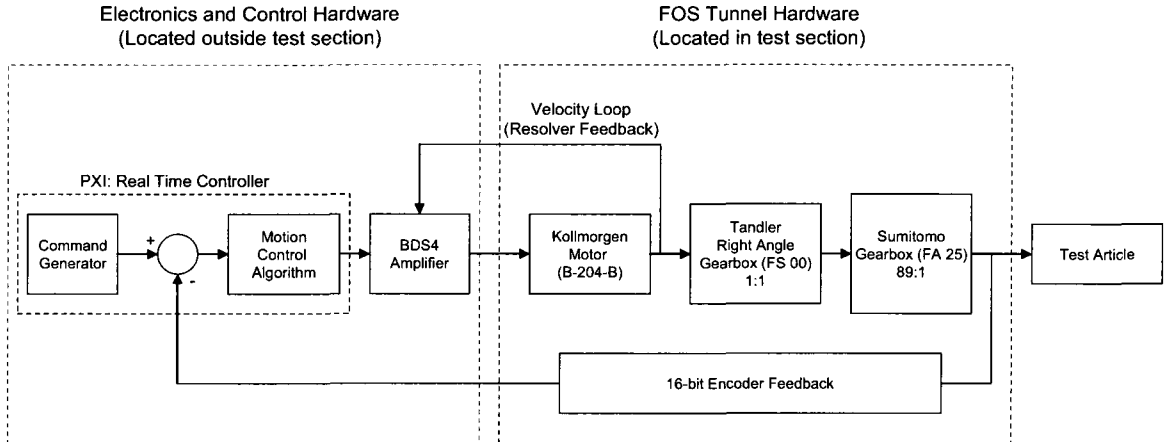 Electronics and Control Hardware
(Located outside test section)
FOS Tunnel Hardware
(Located in test section)
Velocity Loop
(Resolver Feedback)
PXI: Real Time Controller
Command
Generator
+
-
Motion
Control
Algorithm
BDS4
Amplifier
Kollmorgen
Motor
(B-204-B)
Tandler
Right Angle
Gearbox (FS 00)
1:1
Sumitomo
Gearbox (FA 25)
89:1
Test Article
16-bit Encoder Feedback